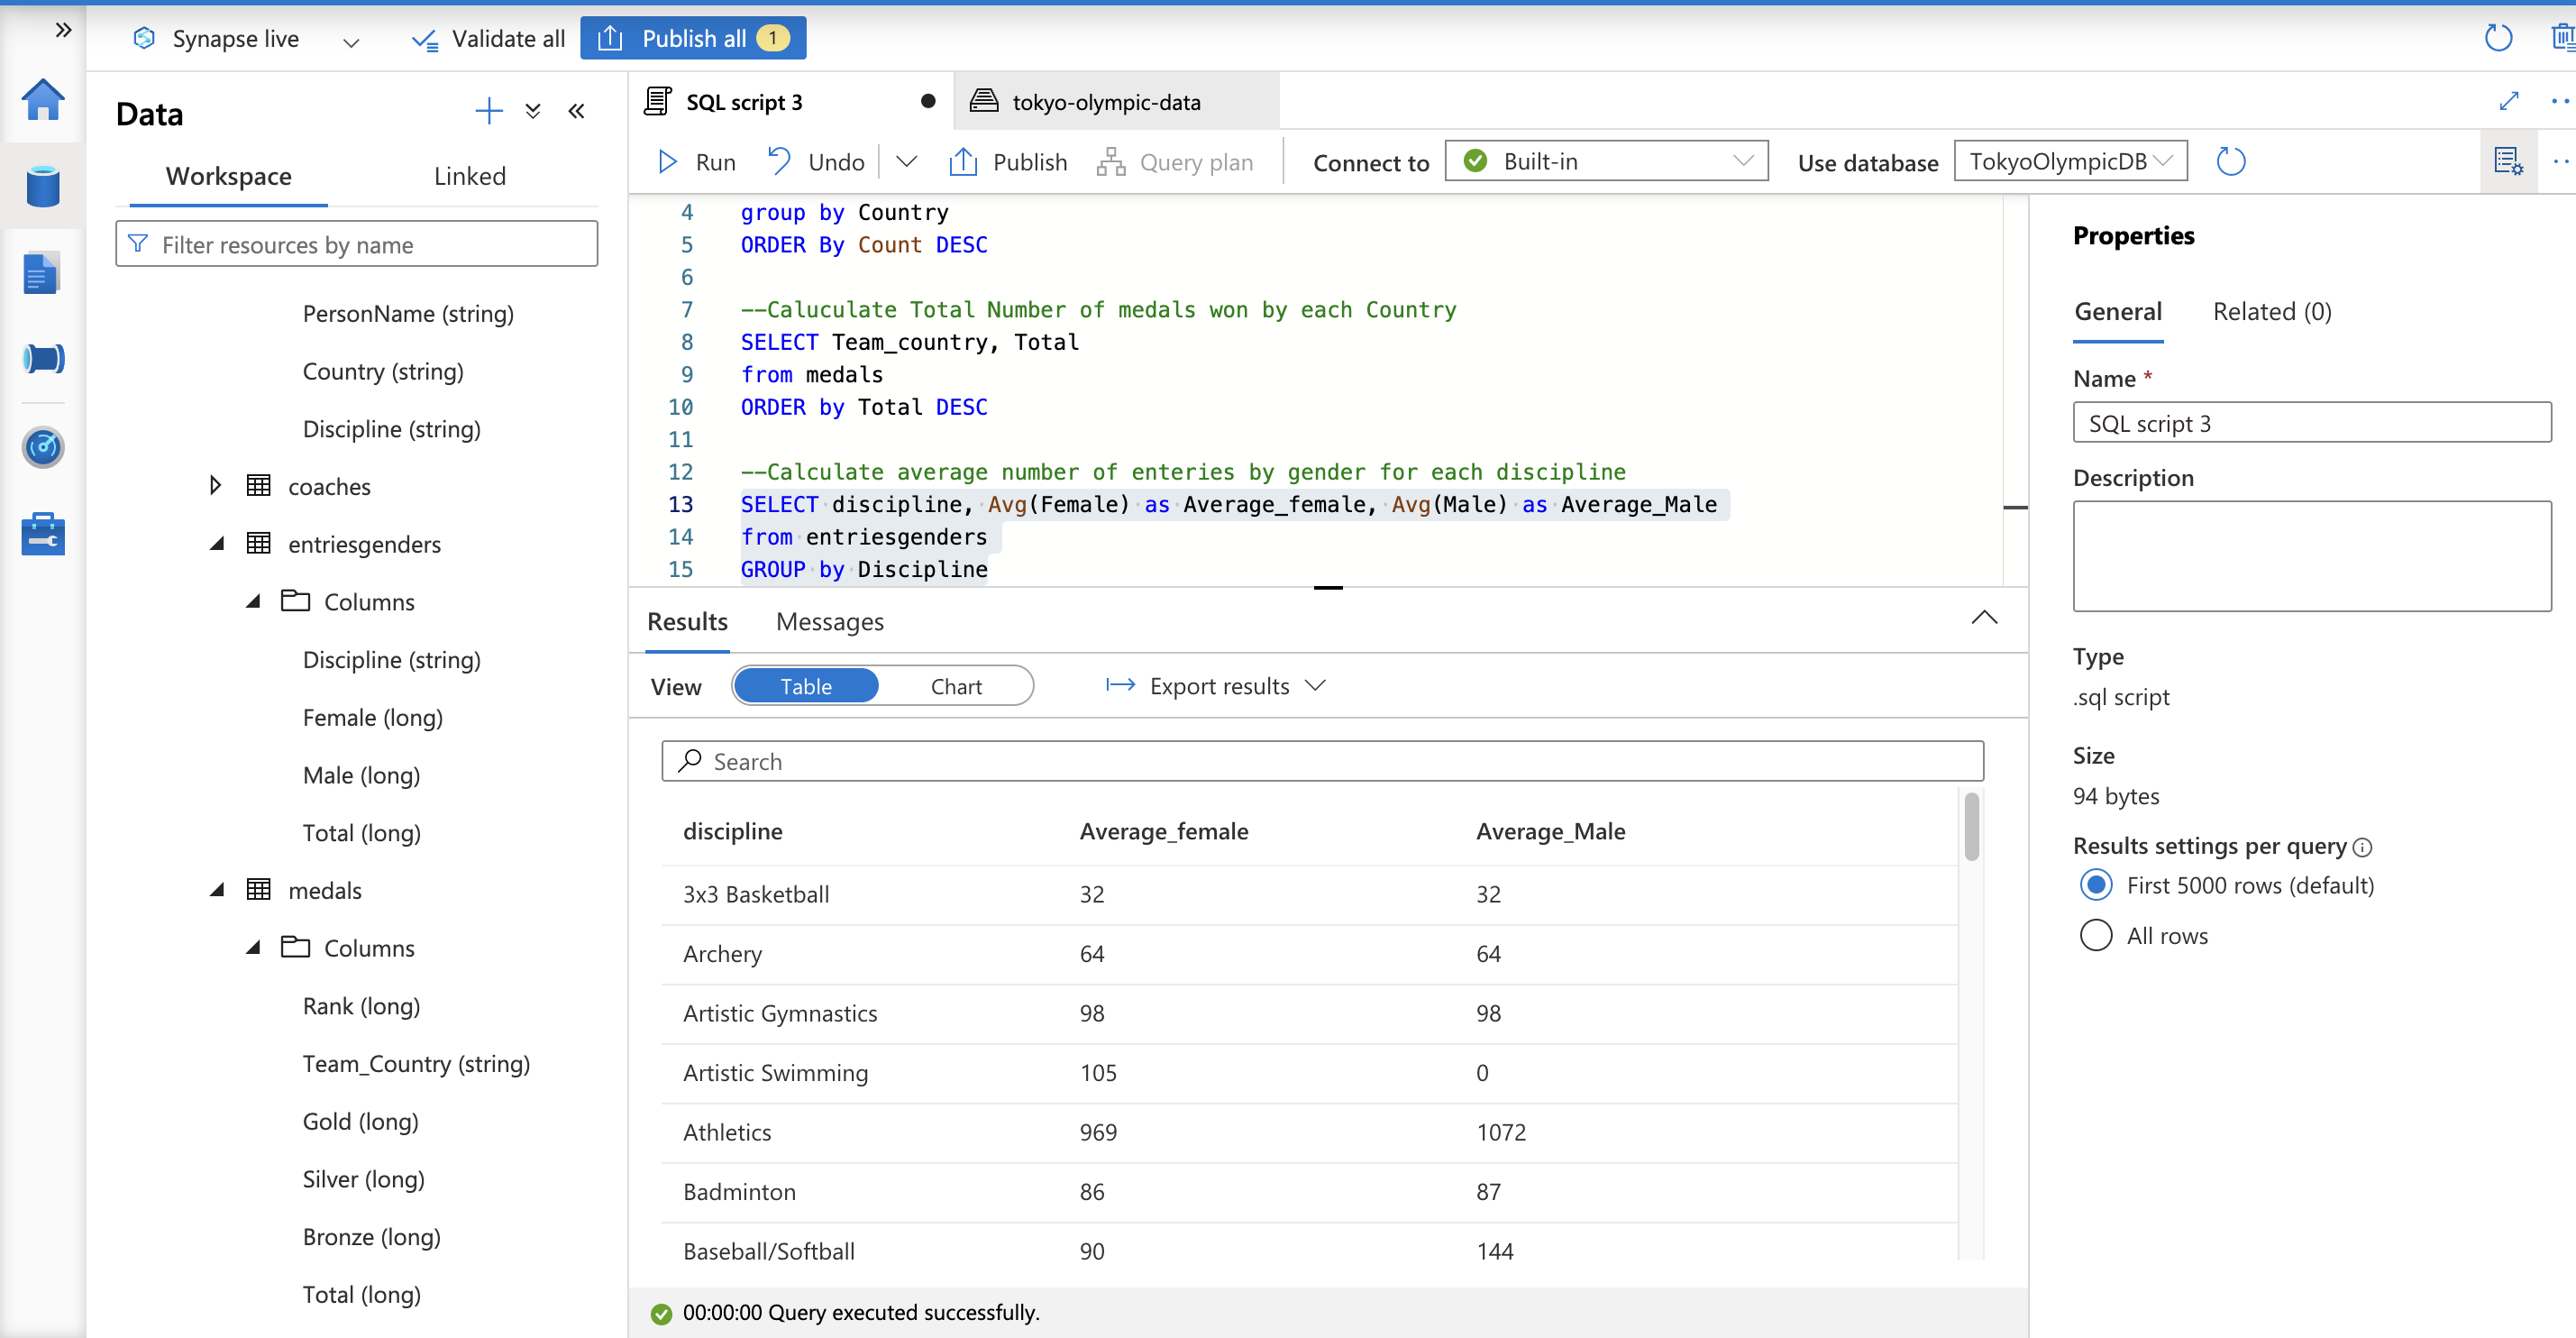 Synapse live
Validate all
Publish all 1
Data
Workspace Linked
Filter resources by name
PersonName (string)
Country (string)
Discipline (string)
coaches
entriesgenders
Columns
Discipline (string)
Female (long)
Male (long)
Total (long)
medals
Columns
Rank (long)
Team_Country (string)
Gold (long)
Silver (long)
Bronze (long)
Total (long)
SQL script 3
tokyo-olympic-data
Run Undo Publish Query plan Connect to Built-in Use database TokyoOlympicDB
4 group by Country
5 ORDER By Count DESC
6
7 --Caluculate Total Number of medals won by each Country
8 SELECT Team_country, Total
9 from medals
10 ORDER by Total DESC
11
12 --Calculate average number of enteries by gender for each discipline
13 SELECT discipline, Avg(Female) as Average_female, Avg(Male) as Average_Male
14 from entriesgenders
15 GROUP by Discipline
Results Messages
View Table Chart Export results
Search
discipline Average_female Average_Male
3x3 Basketball 32 32
Archery 64 64
Artistic Gymnastics 98 98
Artistic Swimming 105 0
Athletics 969 1072
Badminton 86 87
Baseball/Softball 90 144
00:00:00 Query executed successfully.
Properties
General Related (0)
Name *
SQL script 3
Description
Type
.sql script
Size
94 bytes
Results settings per query
First 5000 rows (default)
All rows